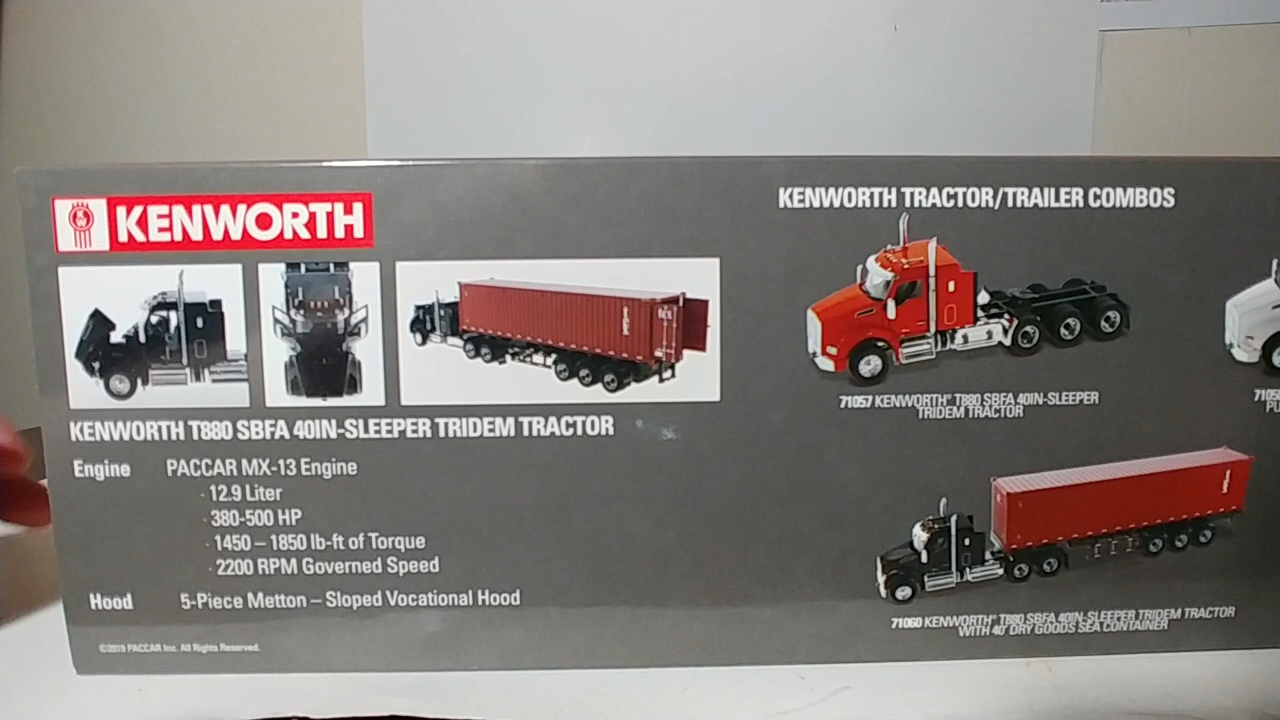 KENWORTH
KENWORTH T880 SBFA 40IN-SLEEPER TRIDEM TRACTOR
Engine PACCAR MX-13 Engine
· 12.9 Liter
· 380-500 HP
· 1450 – 1850 lb-ft of Torque
· 2200 RPM Governed Speed
Hood 5-Piece Metton – Sloped Vocational Hood
©2019 PACCAR Inc. All Rights Reserved.
KENWORTH TRACTOR/TRAILER COMBOS
71057 KENWORTH® T880 SBFA 40IN-SLEEPER
TRIDEM TRACTOR
71060 KENWORTH® T880 SBFA 40IN-SLEEPER TRIDEM TRACTOR
WITH 40' DRY GOODS SEA CONTAINER